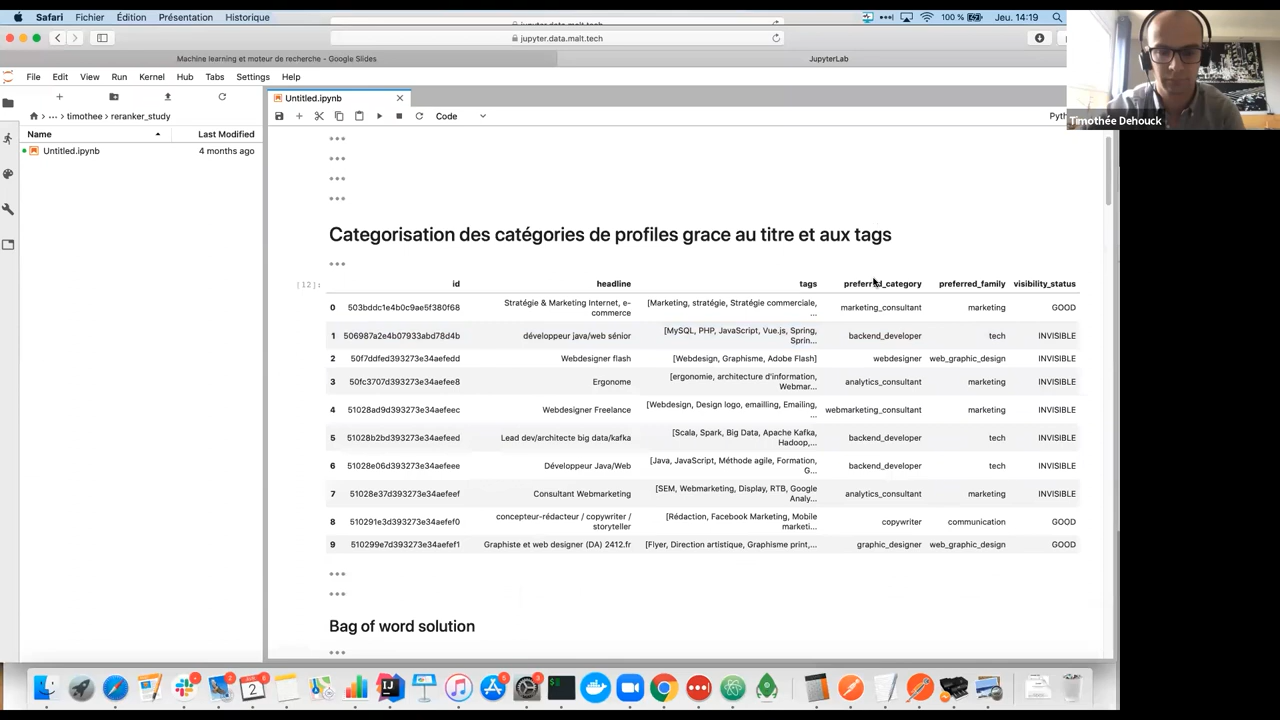 Safari Fichier Édition Présentation Historique 100 % Jeu. 14:19
jupyter.data.malt.tech
jupyter.data.malt.tech
Machine learning et moteur de recherche - Google Slides JupyterLab
File Edit View Run Kernel Hub Tabs Settings Help
Untitled.ipynb
... timothee / reranker_study
Code
Name Last Modified
Untitled.ipynb 4 months ago
Timothée Dehouck
Categorisation des catégories de profiles grace au titre et aux tags
[12]: id headline tags preferred_category preferred_family visibility_status
0 503bddc1e4b0c9ae5f380f68 Stratégie & Marketing Internet, e-commerce [Marketing, stratégie, Stratégie commerciale, ... marketing_consultant marketing GOOD
1 506987a2e4b07933abd78d4b développeur java/web sénior [MySQL, PHP, JavaScript, Vue.js, Spring, Sprin... backend_developer tech INVISIBLE
2 50f7ddfed393273e34aefedd Webdesigner flash [Webdesign, Graphisme, Adobe Flash] webdesigner web_graphic_design INVISIBLE
3 50fc3707d393273e34aefee8 Ergonome [ergonomie, architecture d'information, Webmar... analytics_consultant marketing INVISIBLE
4 51028ad9d393273e34aefeec Webdesigner Freelance [Webdesign, Design logo, emailling, Emailing, ... webmarketing_consultant marketing INVISIBLE
5 51028b2bd393273e34aefeed Lead dev/architecte big data/kafka [Scala, Spark, Big Data, Apache Kafka, Hadoop,... backend_developer tech INVISIBLE
6 51028e06d393273e34aefeee Développeur Java/Web [Java, JavaScript, Méthode agile, Formation, G... backend_developer tech INVISIBLE
7 51028e37d393273e34aefeef Consultant Webmarketing [SEM, Webmarketing, Display, RTB, Google Analy... analytics_consultant marketing INVISIBLE
8 510291e3d393273e34aefef0 concepteur-rédacteur / copywriter / storyteller [Rédaction, Facebook Marketing, Mobile marketi... copywriter communication GOOD
9 510299e7d393273e34aefef1 Graphiste et web designer (DA) 2412.fr [Flyer, Direction artistique, Graphisme print,... graphic_designer web_graphic_design GOOD
Bag of word solution